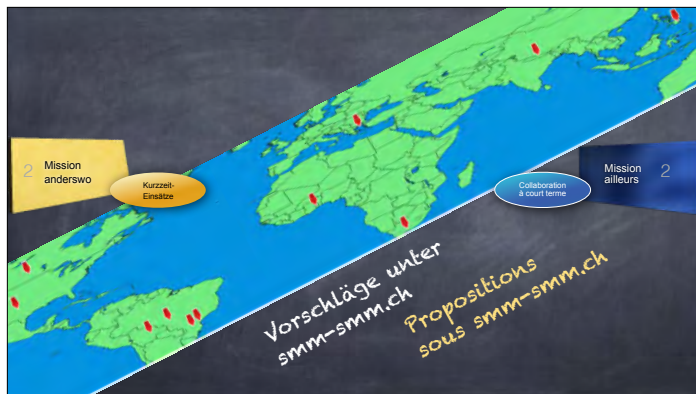 2
Mission
anderswo
Kurzzeit-
Einsätze
Collaboration
à court terme
Mission
ailleurs
2
Vorschläge unter
smm-smm.ch
Propositions
sous smm-smm.ch